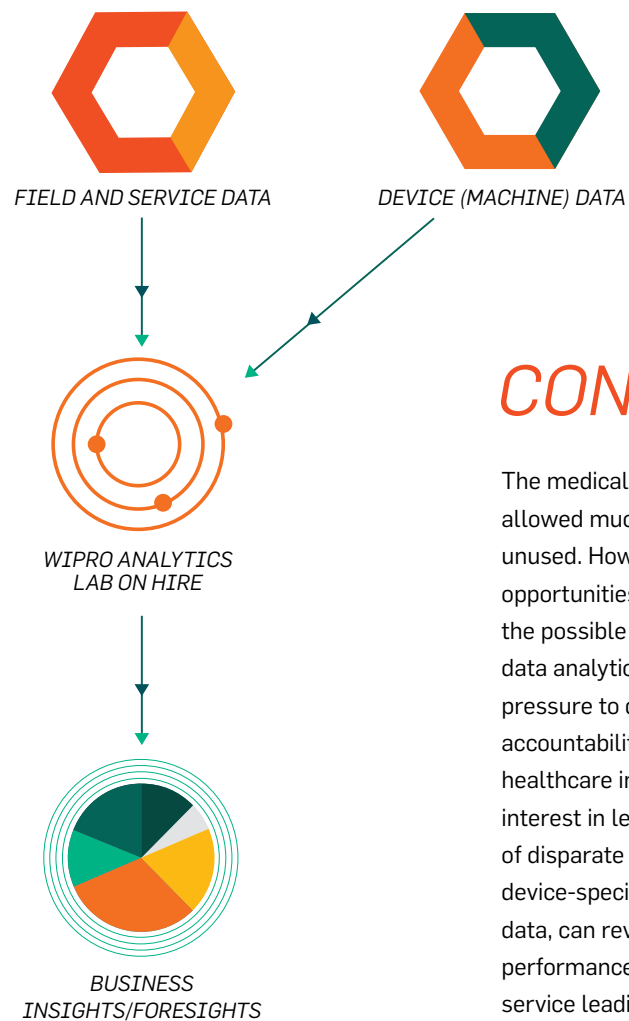 FIELD AND SERVICE DATA
DEVICE (MACHINE) DATA
WIPRO ANALYTICS
LAB ON HIRE
BUSINESS
INSIGHTS/FORESIGHTS
CON
The medical
allowed muc
unused. How
opportunities
the possible
data analytic
pressure to
accountabilit
healthcare in
interest in le
of disparate
device-speci
data, can rev
performance
service leadi